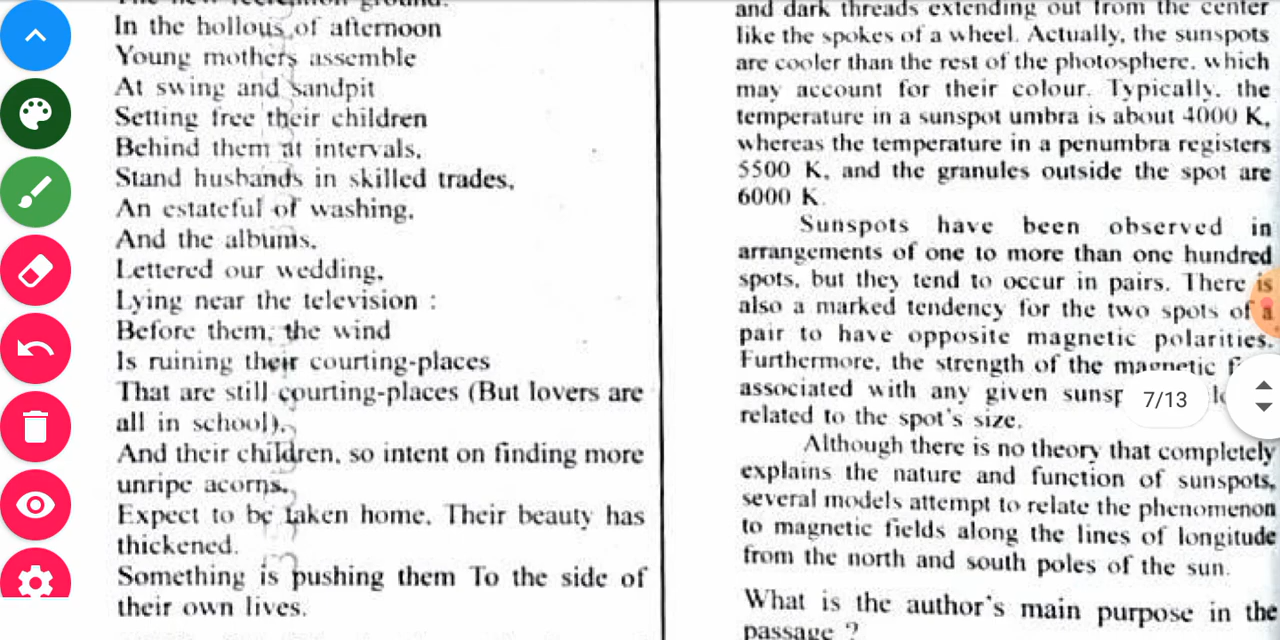 In the hollous of afternoon
Young mothers assemble
At swing and sandpit
Setting free their children
Behind them at intervals,
Stand husbands in skilled trades,
An estateful of washing,
And the albums,
Lettered our wedding,
Lying near the television :
Before them, the wind
Is ruining their courting-places
That are still courting-places (But lovers are
all in school),
And their children, so intent on finding more
unripe acorns,
Expect to be taken home. Their beauty has
thickened.
Something is pushing them To the side of
their own lives.
and dark threads extending out from the center
like the spokes of a wheel. Actually, the sunspots
are cooler than the rest of the photosphere, which
may account for their colour. Typically, the
temperature in a sunspot umbra is about 4000 K,
whereas the temperature in a penumbra registers
5500 K, and the granules outside the spot are
6000 K.
Sunspots have been observed in
arrangements of one to more than one hundred
spots, but they tend to occur in pairs. There is
also a marked tendency for the two spots of a
pair to have opposite magnetic polarities.
Furthermore, the strength of the magnetic
associated with any given
related to the spot's size.
Although there is no theory that completely
explains the nature and function of sunspots,
several models attempt to relate the phenomenon
to magnetic fields along the lines of longitude
from the north and south poles of the sun.
What is the author's main purpose in the
passage ?
7/13